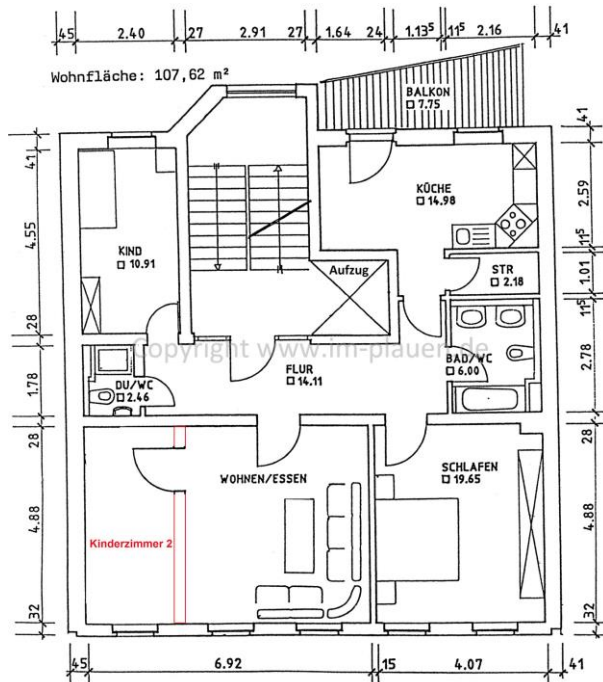 45 2.40 27 2.91 27 1.64 24 1.13⁵ 11⁵ 2.16 41
Wohnfläche: 107,62 m²
BALKON
□ 7.75
41
41
KÜCHE
□ 14.98
2.59
4.55
KIND
□ 10.91
11⁵
Aufzug
STR
□ 2.18
1.01
28
11⁵
Copyright www.im-plauen.de
BAD/WC
□ 6.00
2.78
FLUR
□ 14.11
DU/WC
□ 2.46
1.78
28
28
WOHNEN/ESSEN
SCHLAFEN
□ 19.65
4.88
4.88
Kinderzimmer 2
32
32
45 6.92 15 4.07 41